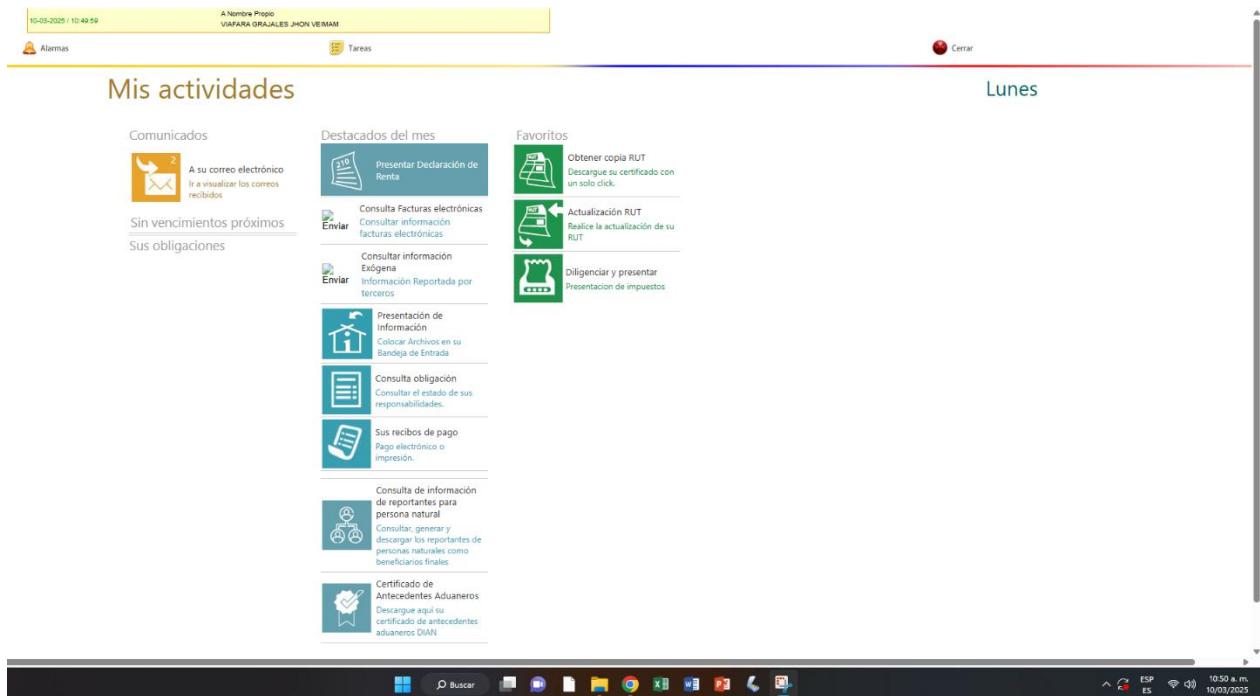 10-03-2025 / 10:49:59
A Nombre Propio
VIAFARA GRAJALES JHON VEIMAM
Alarmas
Tareas
Cerrar
Mis actividades
Lunes
Comunicados
2
A su correo electrónico
Ir a visualizar los correos
recibidos
Sin vencimientos próximos
Sus obligaciones
Destacados del mes
210
Presentar Declaración de
Renta
Enviar
Consulta Facturas electrónicas
Consultar información
facturas electrónicas
Enviar
Consultar información
Exógena
Información Reportada por
terceros
Presentación de
Información
Colocar Archivos en su
Bandeja de Entrada
Consulta obligación
Consultar el estado de sus
responsabilidades.
Sus recibos de pago
Pago electrónico o
impresión.
Consulta de información
de reportantes para
persona natural
Consultar, generar y
descargar los reportantes de
personas naturales como
beneficiarios finales
Certificado de
Antecedentes Aduaneros
Descargue aquí su
certificado de antecedentes
aduaneros DIAN
Favoritos
RUT
Obtener copia RUT
Descargue su certificado con
un solo click.
RUT
Actualización RUT
Realice la actualización de su
RUT
Diligenciar y presentar
Presentacion de impuestos
Buscar
ESP
ES
10:50 a. m.
10/03/2025